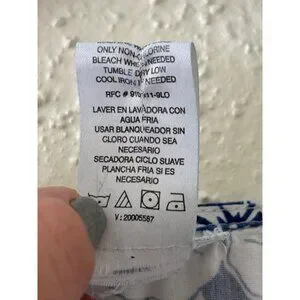 ONLY NON-CHLORINE
BLEACH WHEN NEEDED
TUMBLE DRY LOW
COOL IRON IF NEEDED
RFC #
LAVER EN LAVADORA CON
AGUA FRIA
USAR BLANQUEADOR SIN
CLORO CUANDO SEA
NECESARIO
SECADORA CICLO SUAVE
PLANCHA FRIA SI ES
NECESARIO
V: 20005587